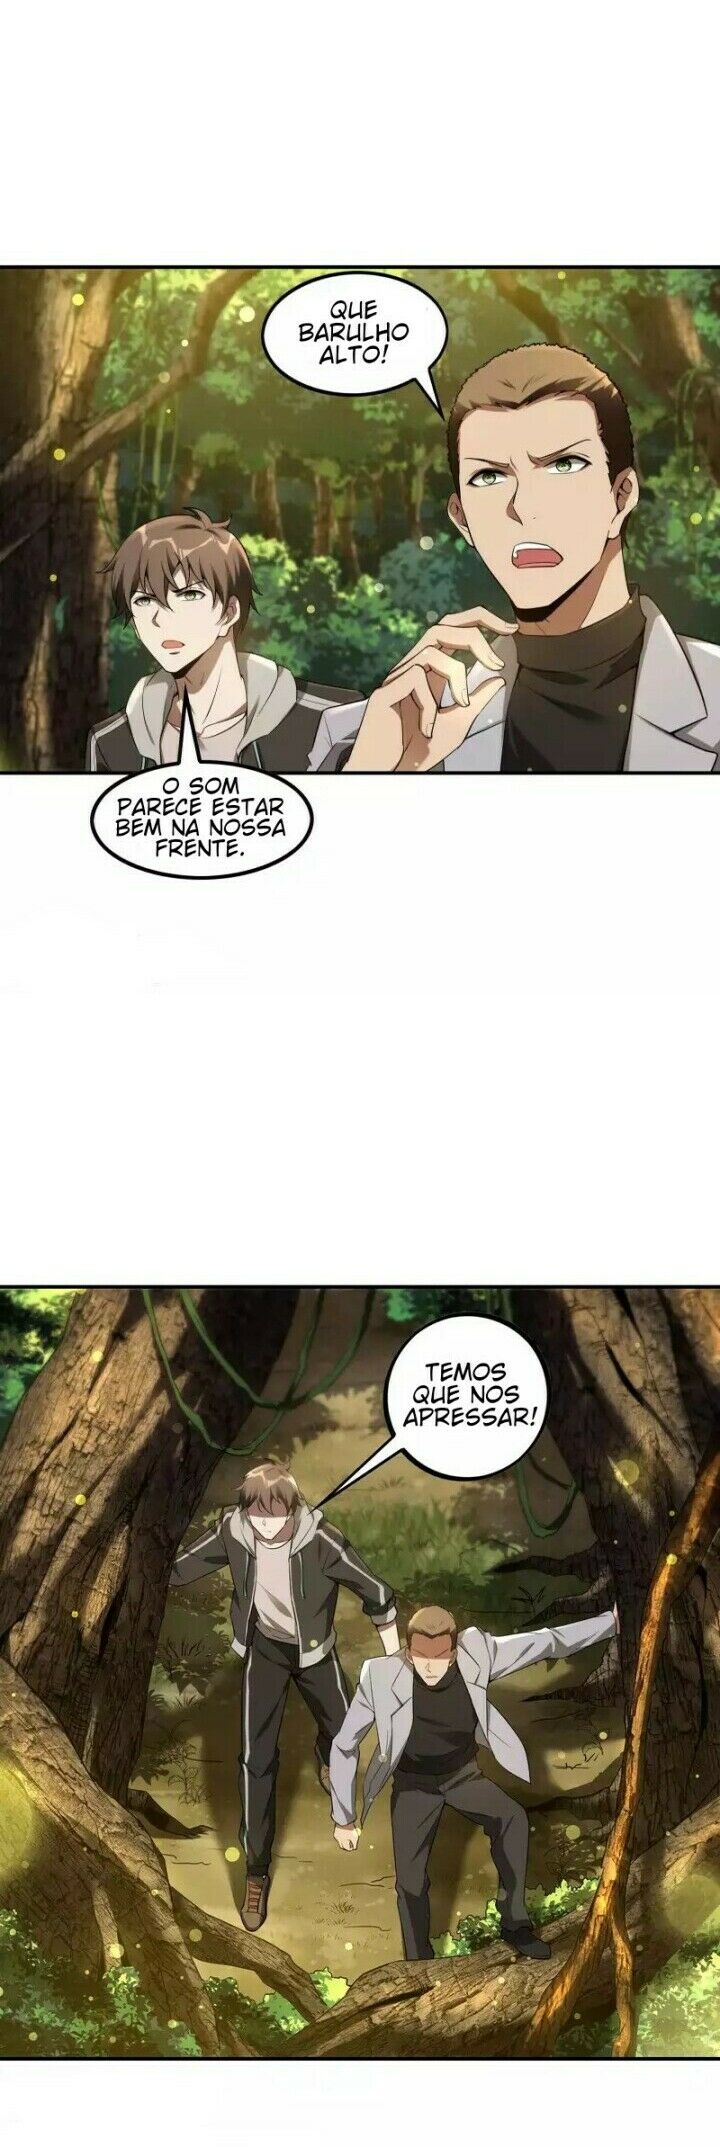 QUE
BARULHO
ALTO!
O SOM
PARECE ESTAR
BEM NA NOSSA
FRENTE.
TEMOS
QUE NOS
APRESSAR!